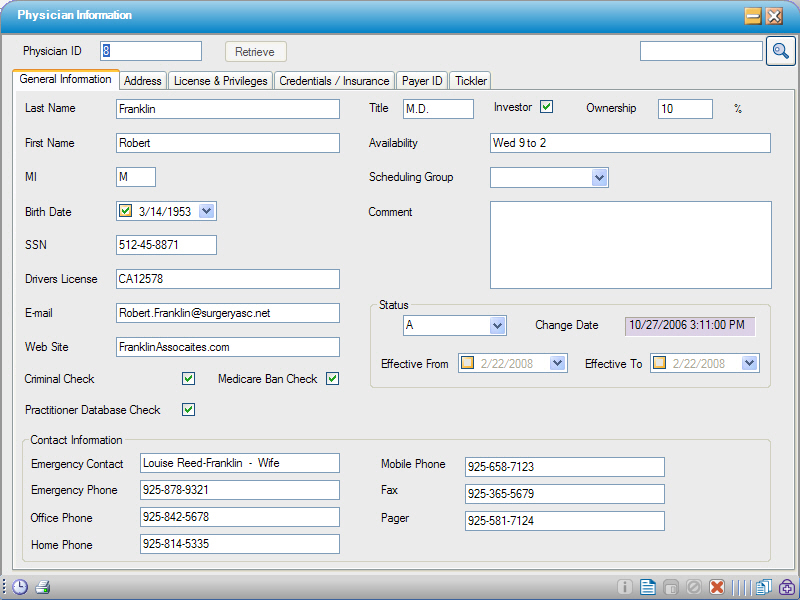 Physician Information
Physician ID 8 Retrieve
General Information Address License & Privileges Credentials / Insurance Payer ID Tickler
Last Name Franklin Title M.D. Investor Ownership 10 %
First Name Robert Availability Wed 9 to 2
MI M Scheduling Group
Birth Date 3/14/1953 Comment
SSN 512-45-8871
Drivers License CA12578
E-mail Robert.Franklin@surgeryasc.net Status
A Change Date 10/27/2006 3:11:00 PM
Web Site FranklinAssocaites.com
Effective From 2/22/2008 Effective To 2/22/2008
Criminal Check Medicare Ban Check
Practitioner Database Check
Contact Information
Emergency Contact Louise Reed-Franklin - Wife Mobile Phone 925-658-7123
Emergency Phone 925-878-9321 Fax 925-365-5679
Office Phone 925-842-5678 Pager 925-581-7124
Home Phone 925-814-5335